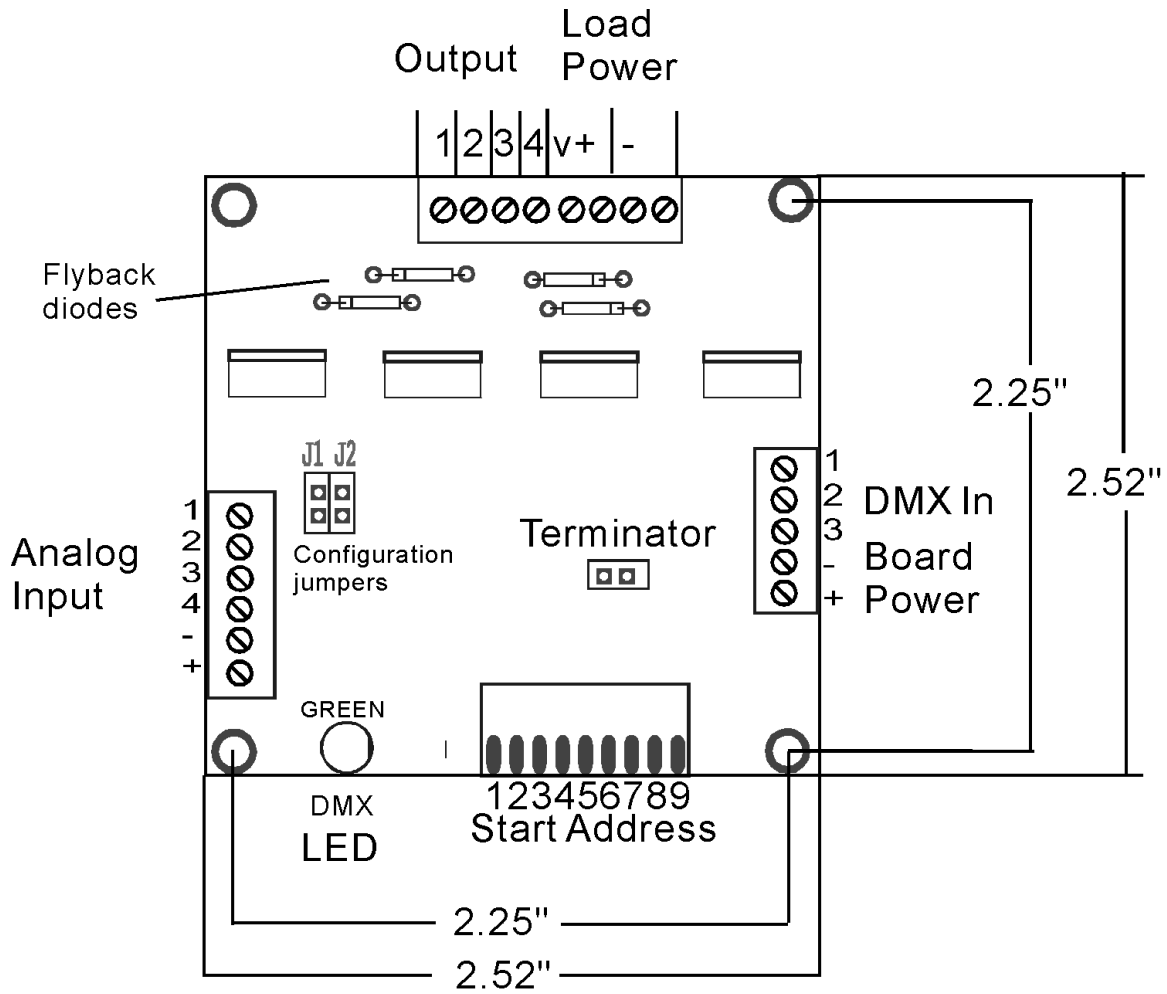 Output
Load
Power
1 2 3 4 v+ -
Flyback
diodes
2.25"
2.52"
J1 J2
Configuration
jumpers
Analog
Input
1
2
3
4
-
+
Terminator
1
2
3
-
+
DMX In
Board
Power
GREEN
DMX
LED
123456789
Start Address
2.25"
2.52"